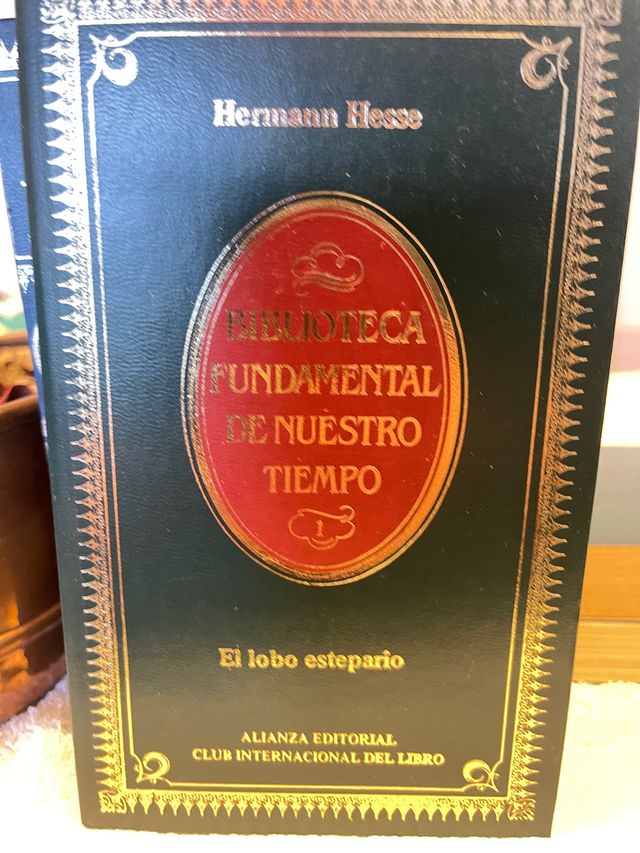 Hermann Hesse
BIBLIOTECA
FUNDAMENTAL
DE NUESTRO
TIEMPO
1
El lobo estepario
ALIANZA EDITORIAL
CLUB INTERNACIONAL DEL LIBRO